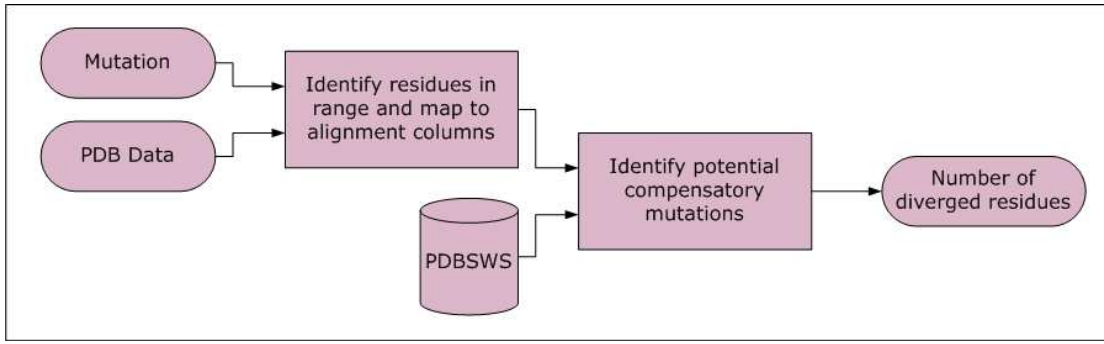 Mutation
PDB Data
Identify residues in
range and map to
alignment columns
PDBSWS
Identify potential
compensatory
mutations
Number of
diverged residues